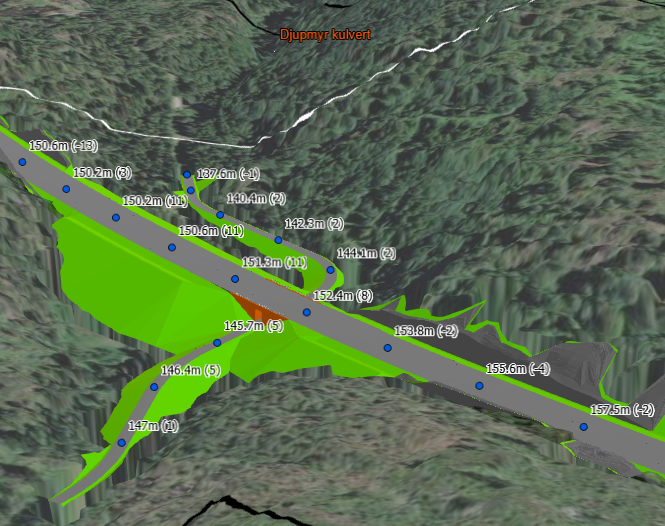 Djupmyr kulvert
150.6m (-13)
150.2m (3)
137.6m (-1)
150.2m (11)
140.4m (2)
150.6m (11)
142.3m (2)
144.1m (2)
151.3m (11)
152.4m (8)
145.7m (5)
153.8m (-2)
146.4m (5)
155.6m (-4)
157.5m (-2)
147m (1)